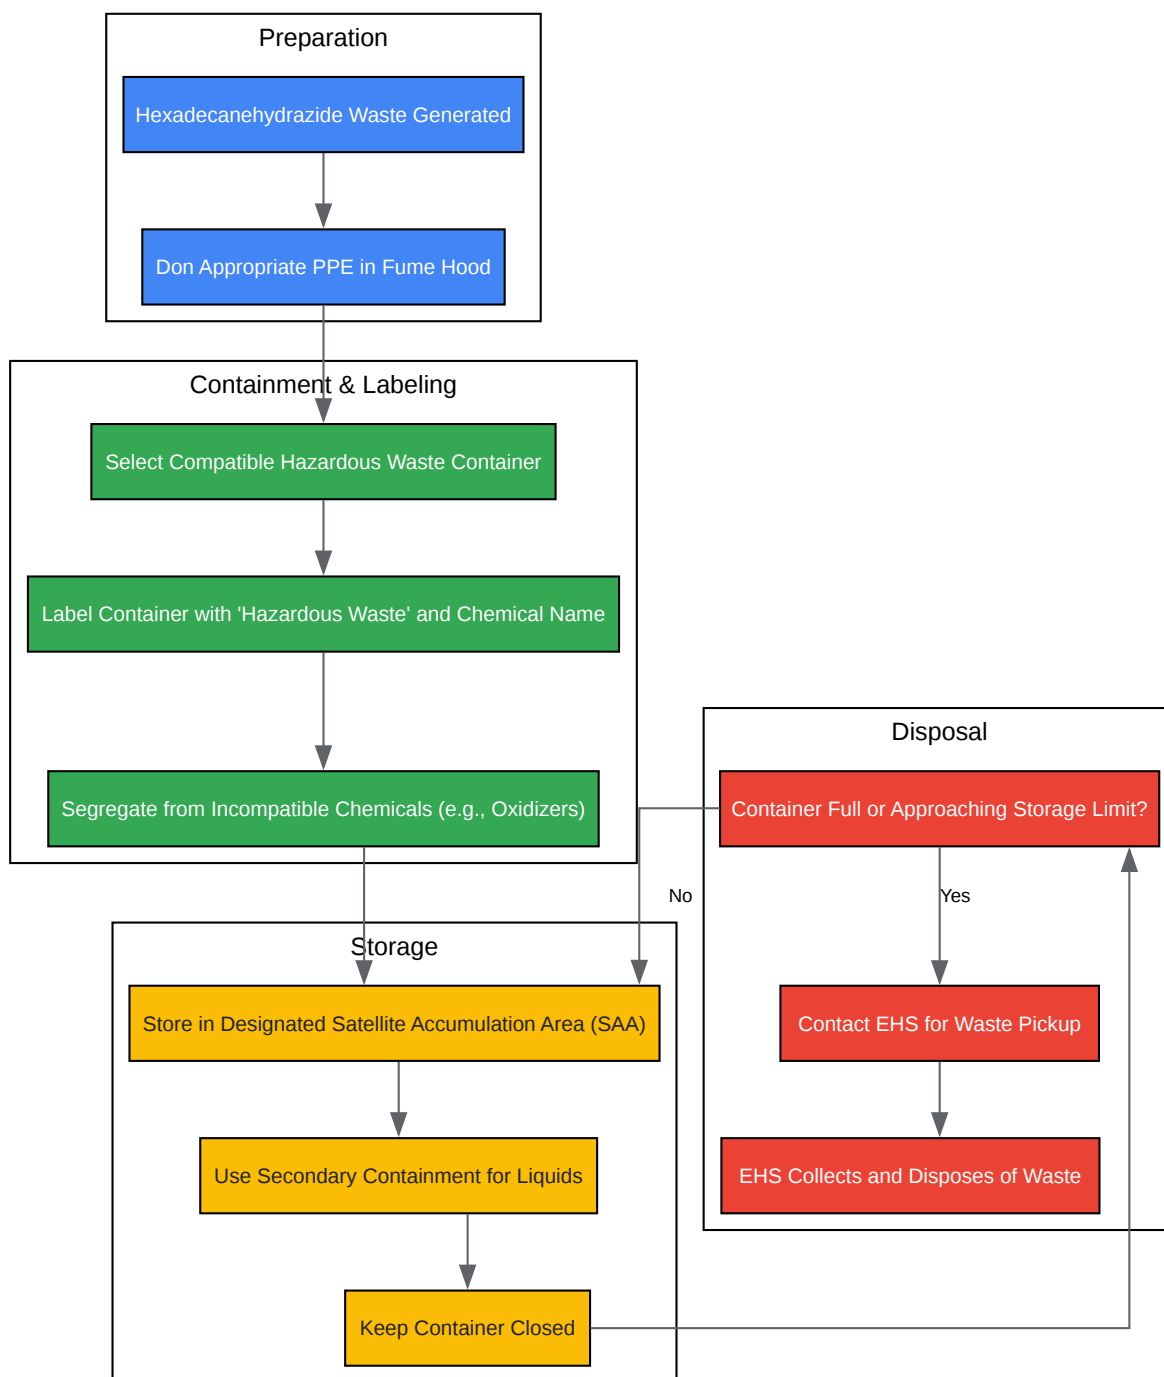 Preparation
Hexadecanehydrazide Waste Generated
Don Appropriate PPE in Fume Hood
Containment & Labeling
Select Compatible Hazardous Waste Container
Label Container with 'Hazardous Waste' and Chemical Name
Segregate from Incompatible Chemicals (e.g., Oxidizers)
Storage
Store in Designated Satellite Accumulation Area (SAA)
Use Secondary Containment for Liquids
Keep Container Closed
Disposal
Container Full or Approaching Storage Limit?
No
Yes
Contact EHS for Waste Pickup
EHS Collects and Disposes of Waste